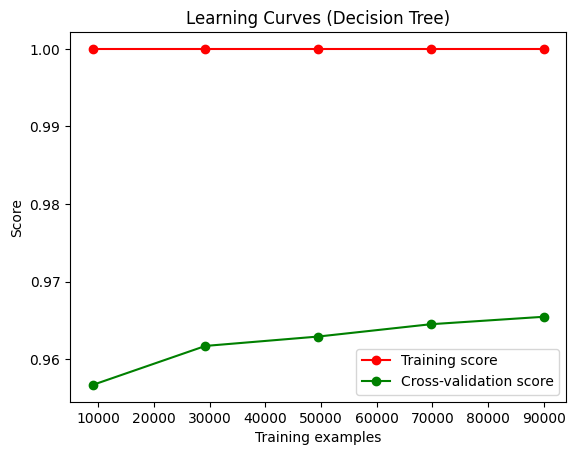 Learning Curves (Decision Tree)
1.00
0.99
0.98
0.97
0.96
Score
10000 20000 30000 40000 50000 60000 70000 80000 90000
Training examples
Training score
Cross-validation score